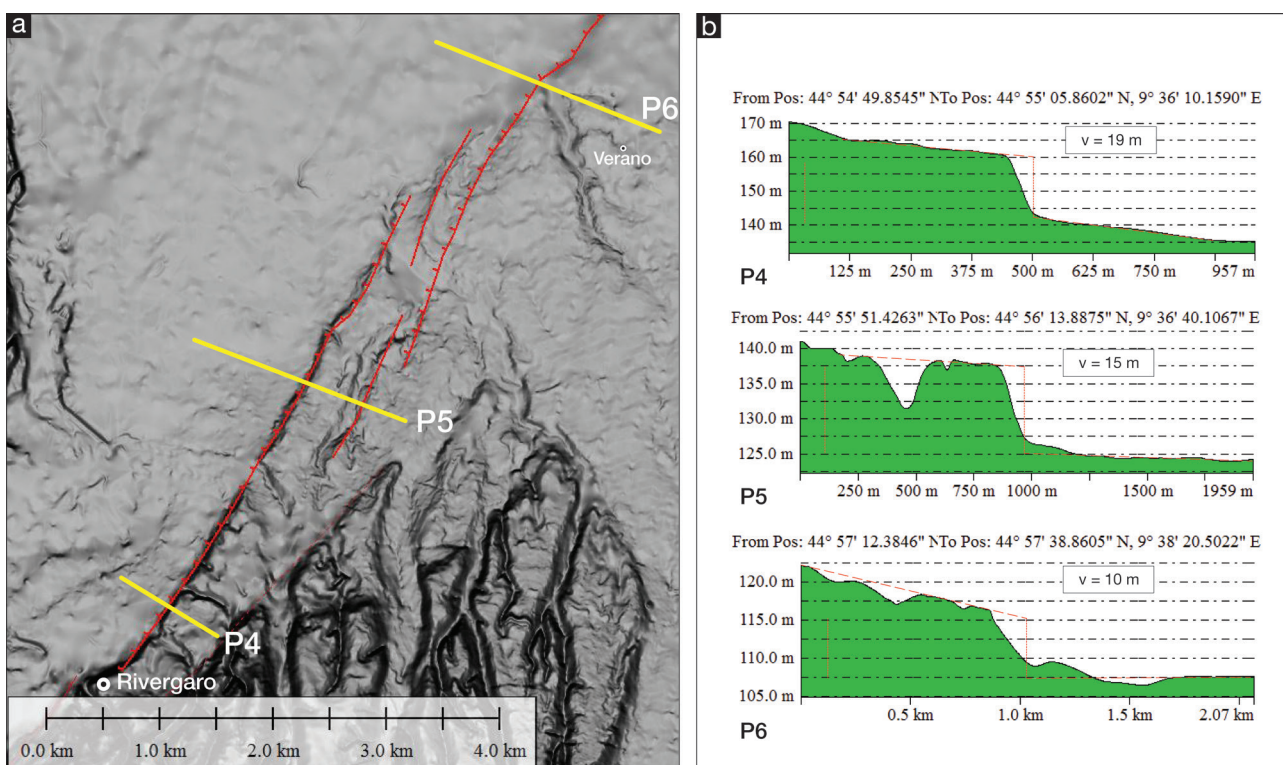 a
P6
Verano
P5
P4
Rivergaro
0.0 km 1.0 km 2.0 km 3.0 km 4.0 km
b
From Pos: 44° 54' 49.8545" NTo Pos: 44° 55' 05.8602" N, 9° 36' 10.1590" E
170 m
v = 19 m
160 m
150 m
140 m
P4
125 m 250 m 375 m 500 m 625 m 750 m 957 m
From Pos: 44° 55' 51.4263" NTo Pos: 44° 56' 13.8875" N, 9° 36' 40.1067" E
140.0 m
v = 15 m
135.0 m
130.0 m
125.0 m
P5
250 m 500 m 750 m 1000 m 1500 m 1959 m
From Pos: 44° 57' 12.3846" NTo Pos: 44° 57' 38.8605" N, 9° 38' 20.5022" E
120.0 m
v = 10 m
115.0 m
110.0 m
105.0 m
P6
0.5 km 1.0 km 1.5 km 2.07 km